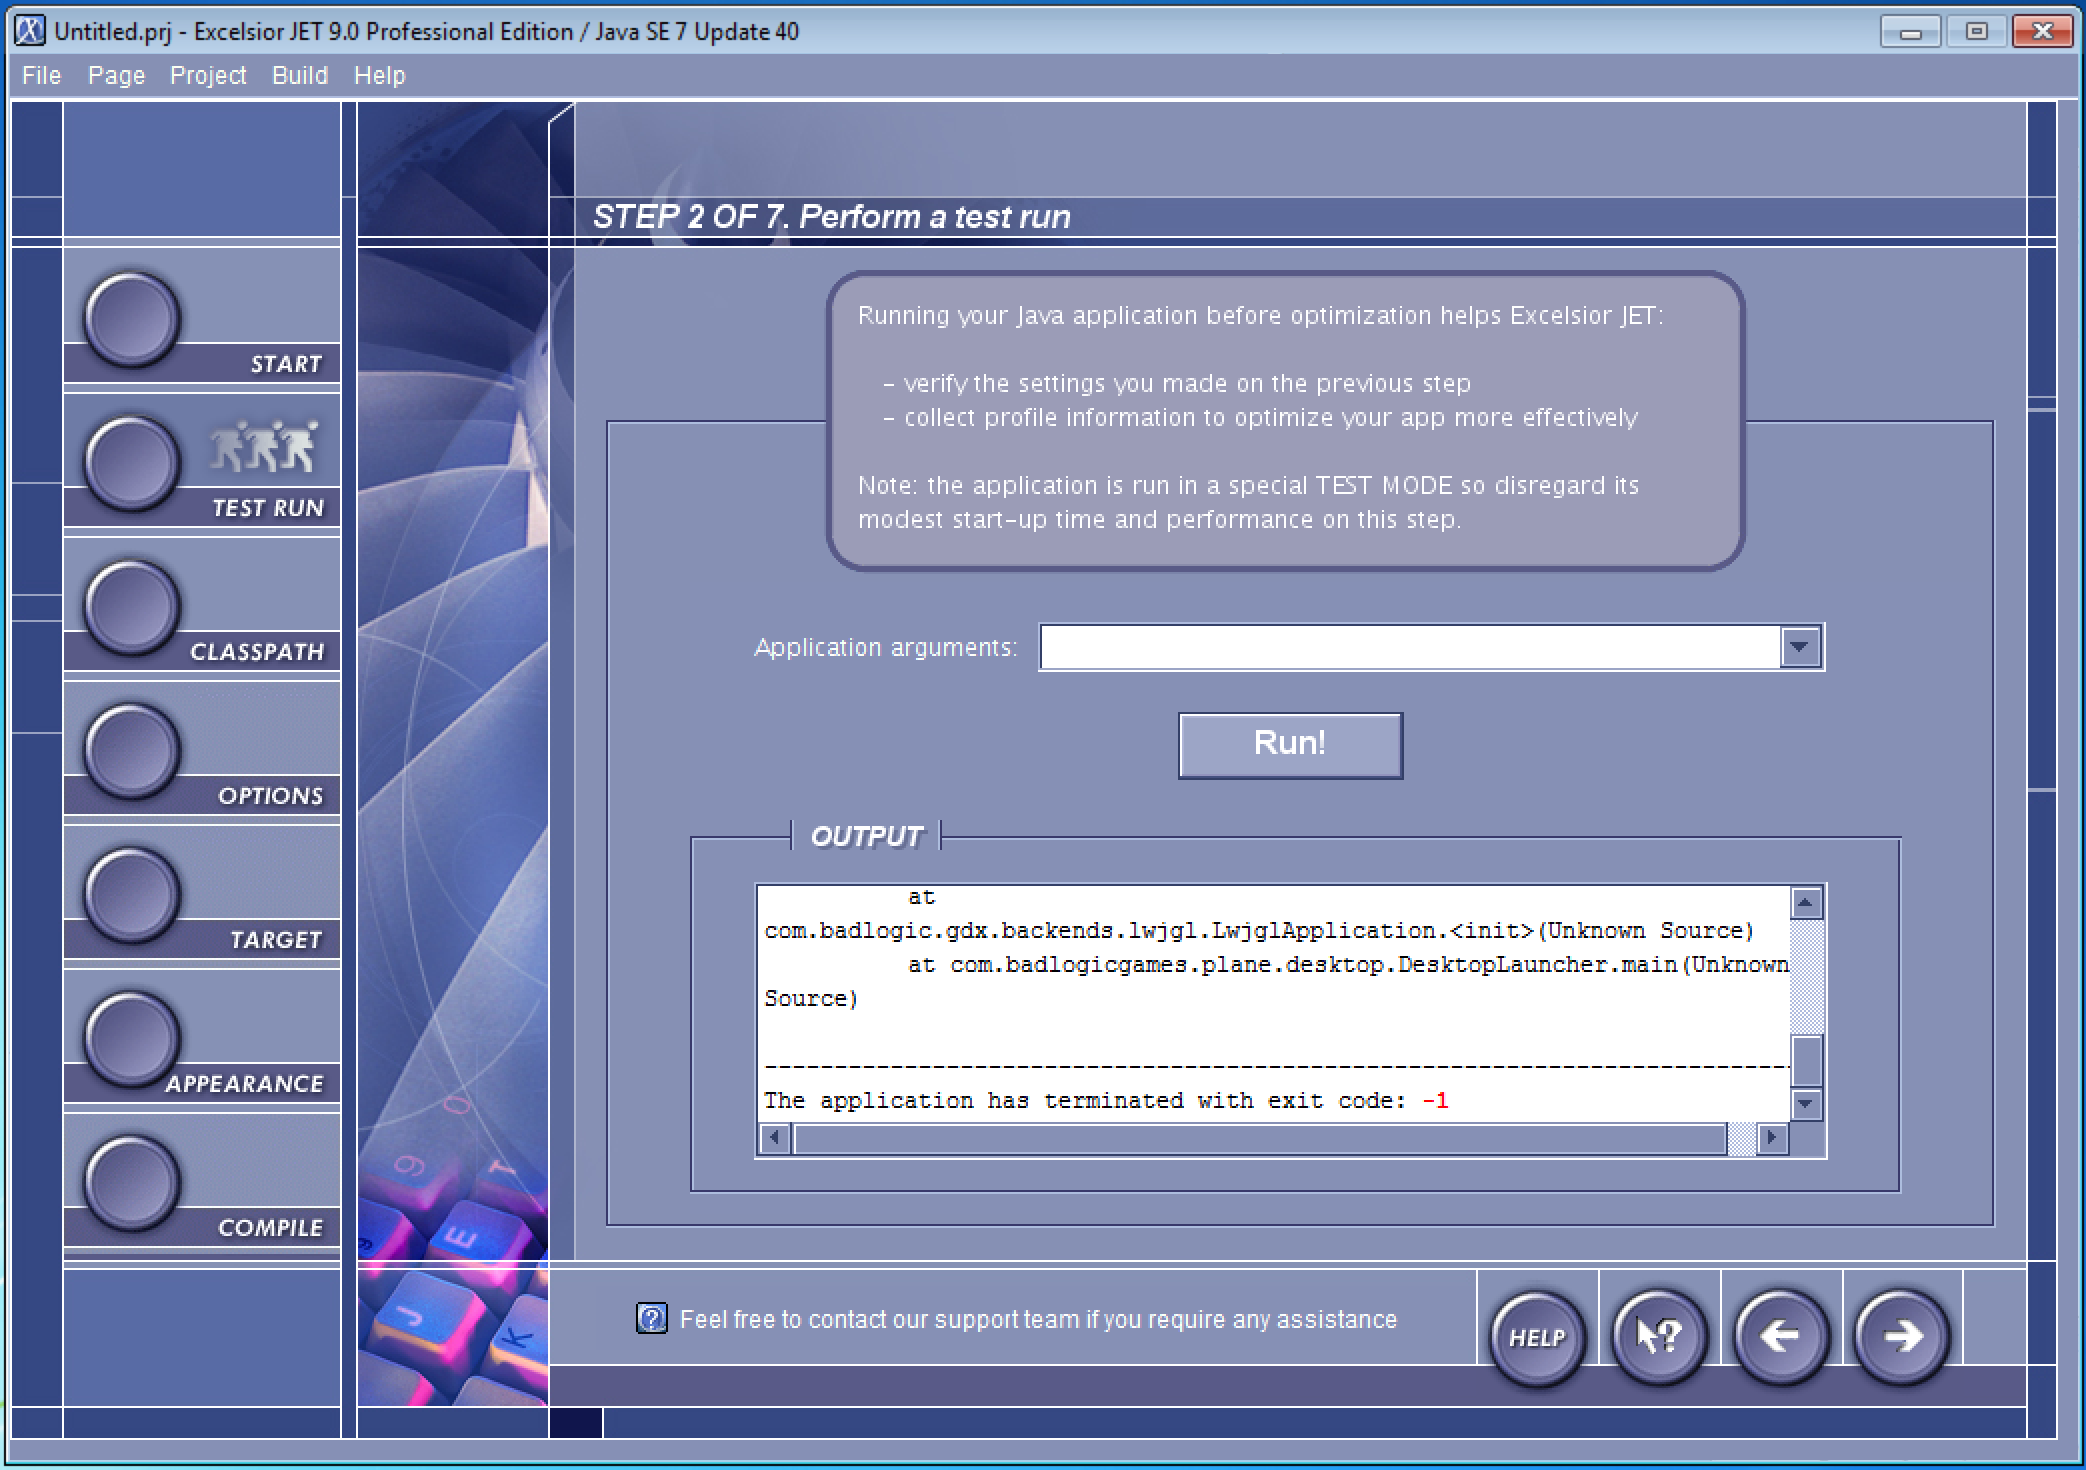 Untitled.prj - Excelsior JET 9.0 Professional Edition / Java SE 7 Update 40
File Page Project Build Help
STEP 2 OF 7. Perform a test run
START
TEST RUN
CLASSPATH
OPTIONS
TARGET
APPEARANCE
COMPILE
Running your Java application before optimization helps Excelsior JET:
– verify the settings you made on the previous step
– collect profile information to optimize your app more effectively
Note: the application is run in a special TEST MODE so disregard its
modest start-up time and performance on this step.
Application arguments:
Run!
OUTPUT
at
com.badlogic.gdx.backends.lwjgl.LwjglApplication.<init>(Unknown Source)
at com.badlogicgames.plane.desktop.DesktopLauncher.main(Unknown
Source)
--------------------------------------------------------------------------
The application has terminated with exit code: -1
Feel free to contact our support team if you require any assistance
HELP